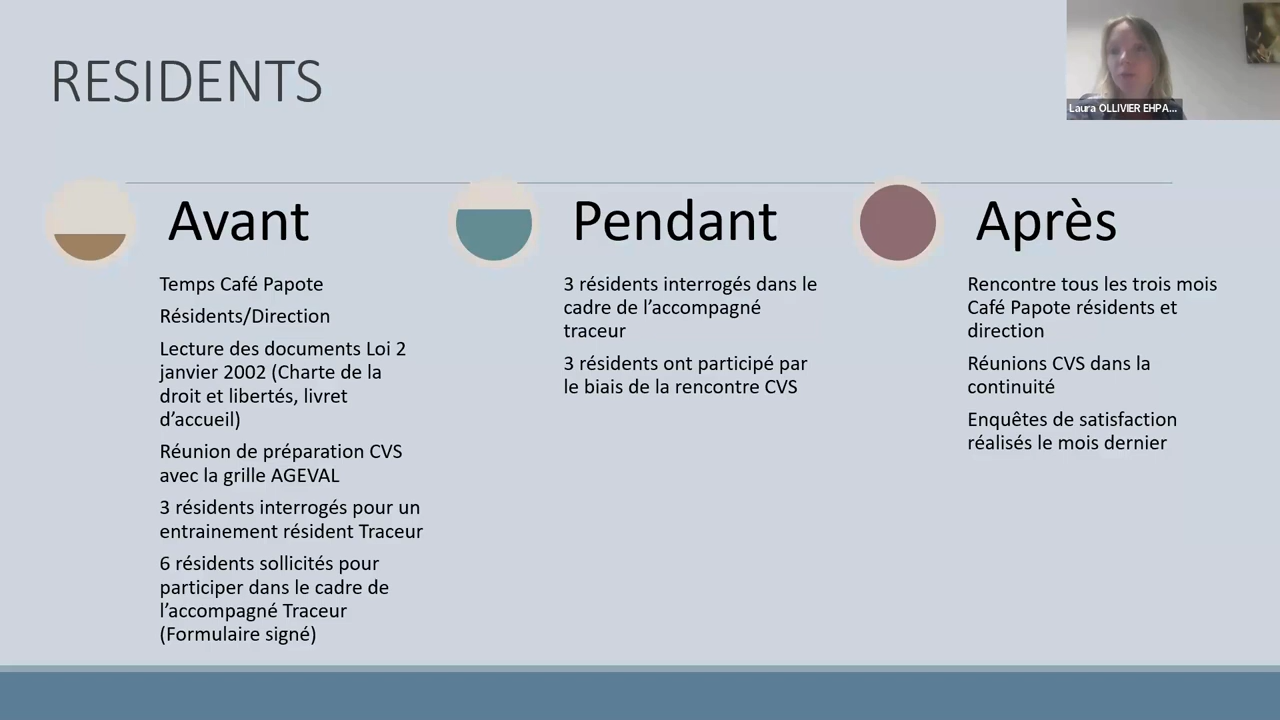 RESIDENTS
Laura OLLIVIER EHPA...
Avant
Temps Café Papote
Résidents/Direction
Lecture des documents Loi 2
janvier 2002 (Charte de la
droit et libertés, livret
d’accueil)
Réunion de préparation CVS
avec la grille AGEVAL
3 résidents interrogés pour un
entrainement résident Traceur
6 résidents sollicités pour
participer dans le cadre de
l’accompagné Traceur
(Formulaire signé)
Pendant
3 résidents interrogés dans le
cadre de l’accompagné
traceur
3 résidents ont participé par
le biais de la rencontre CVS
Après
Rencontre tous les trois mois
Café Papote résidents et
direction
Réunions CVS dans la
continuité
Enquêtes de satisfaction
réalisés le mois dernier